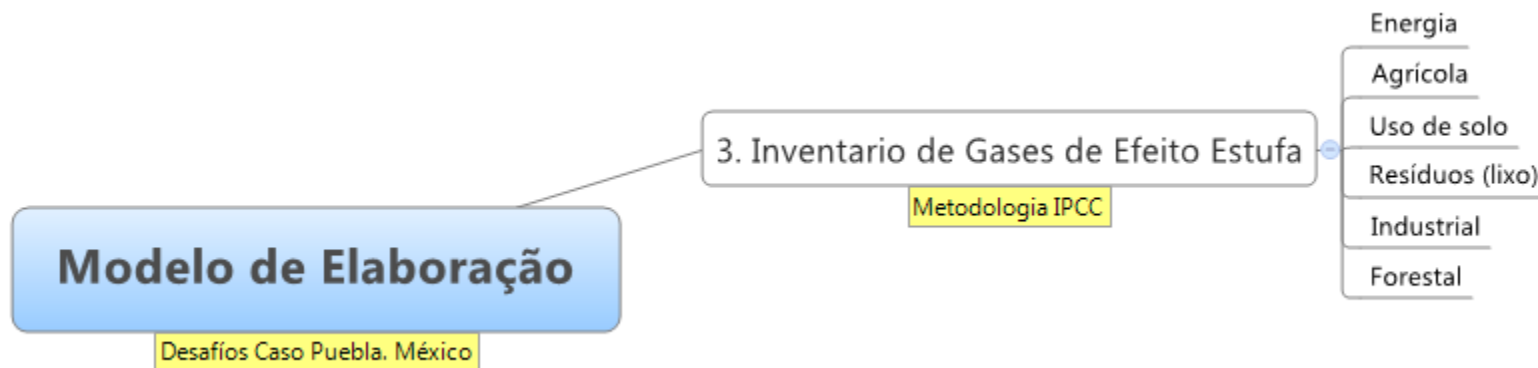 Modelo de Elaboração
Desafíos Caso Puebla. México
3. Inventario de Gases de Efeito Estufa
Metodologia IPCC
Energia
Agrícola
Uso de solo
Resíduos (lixo)
Industrial
Forestal